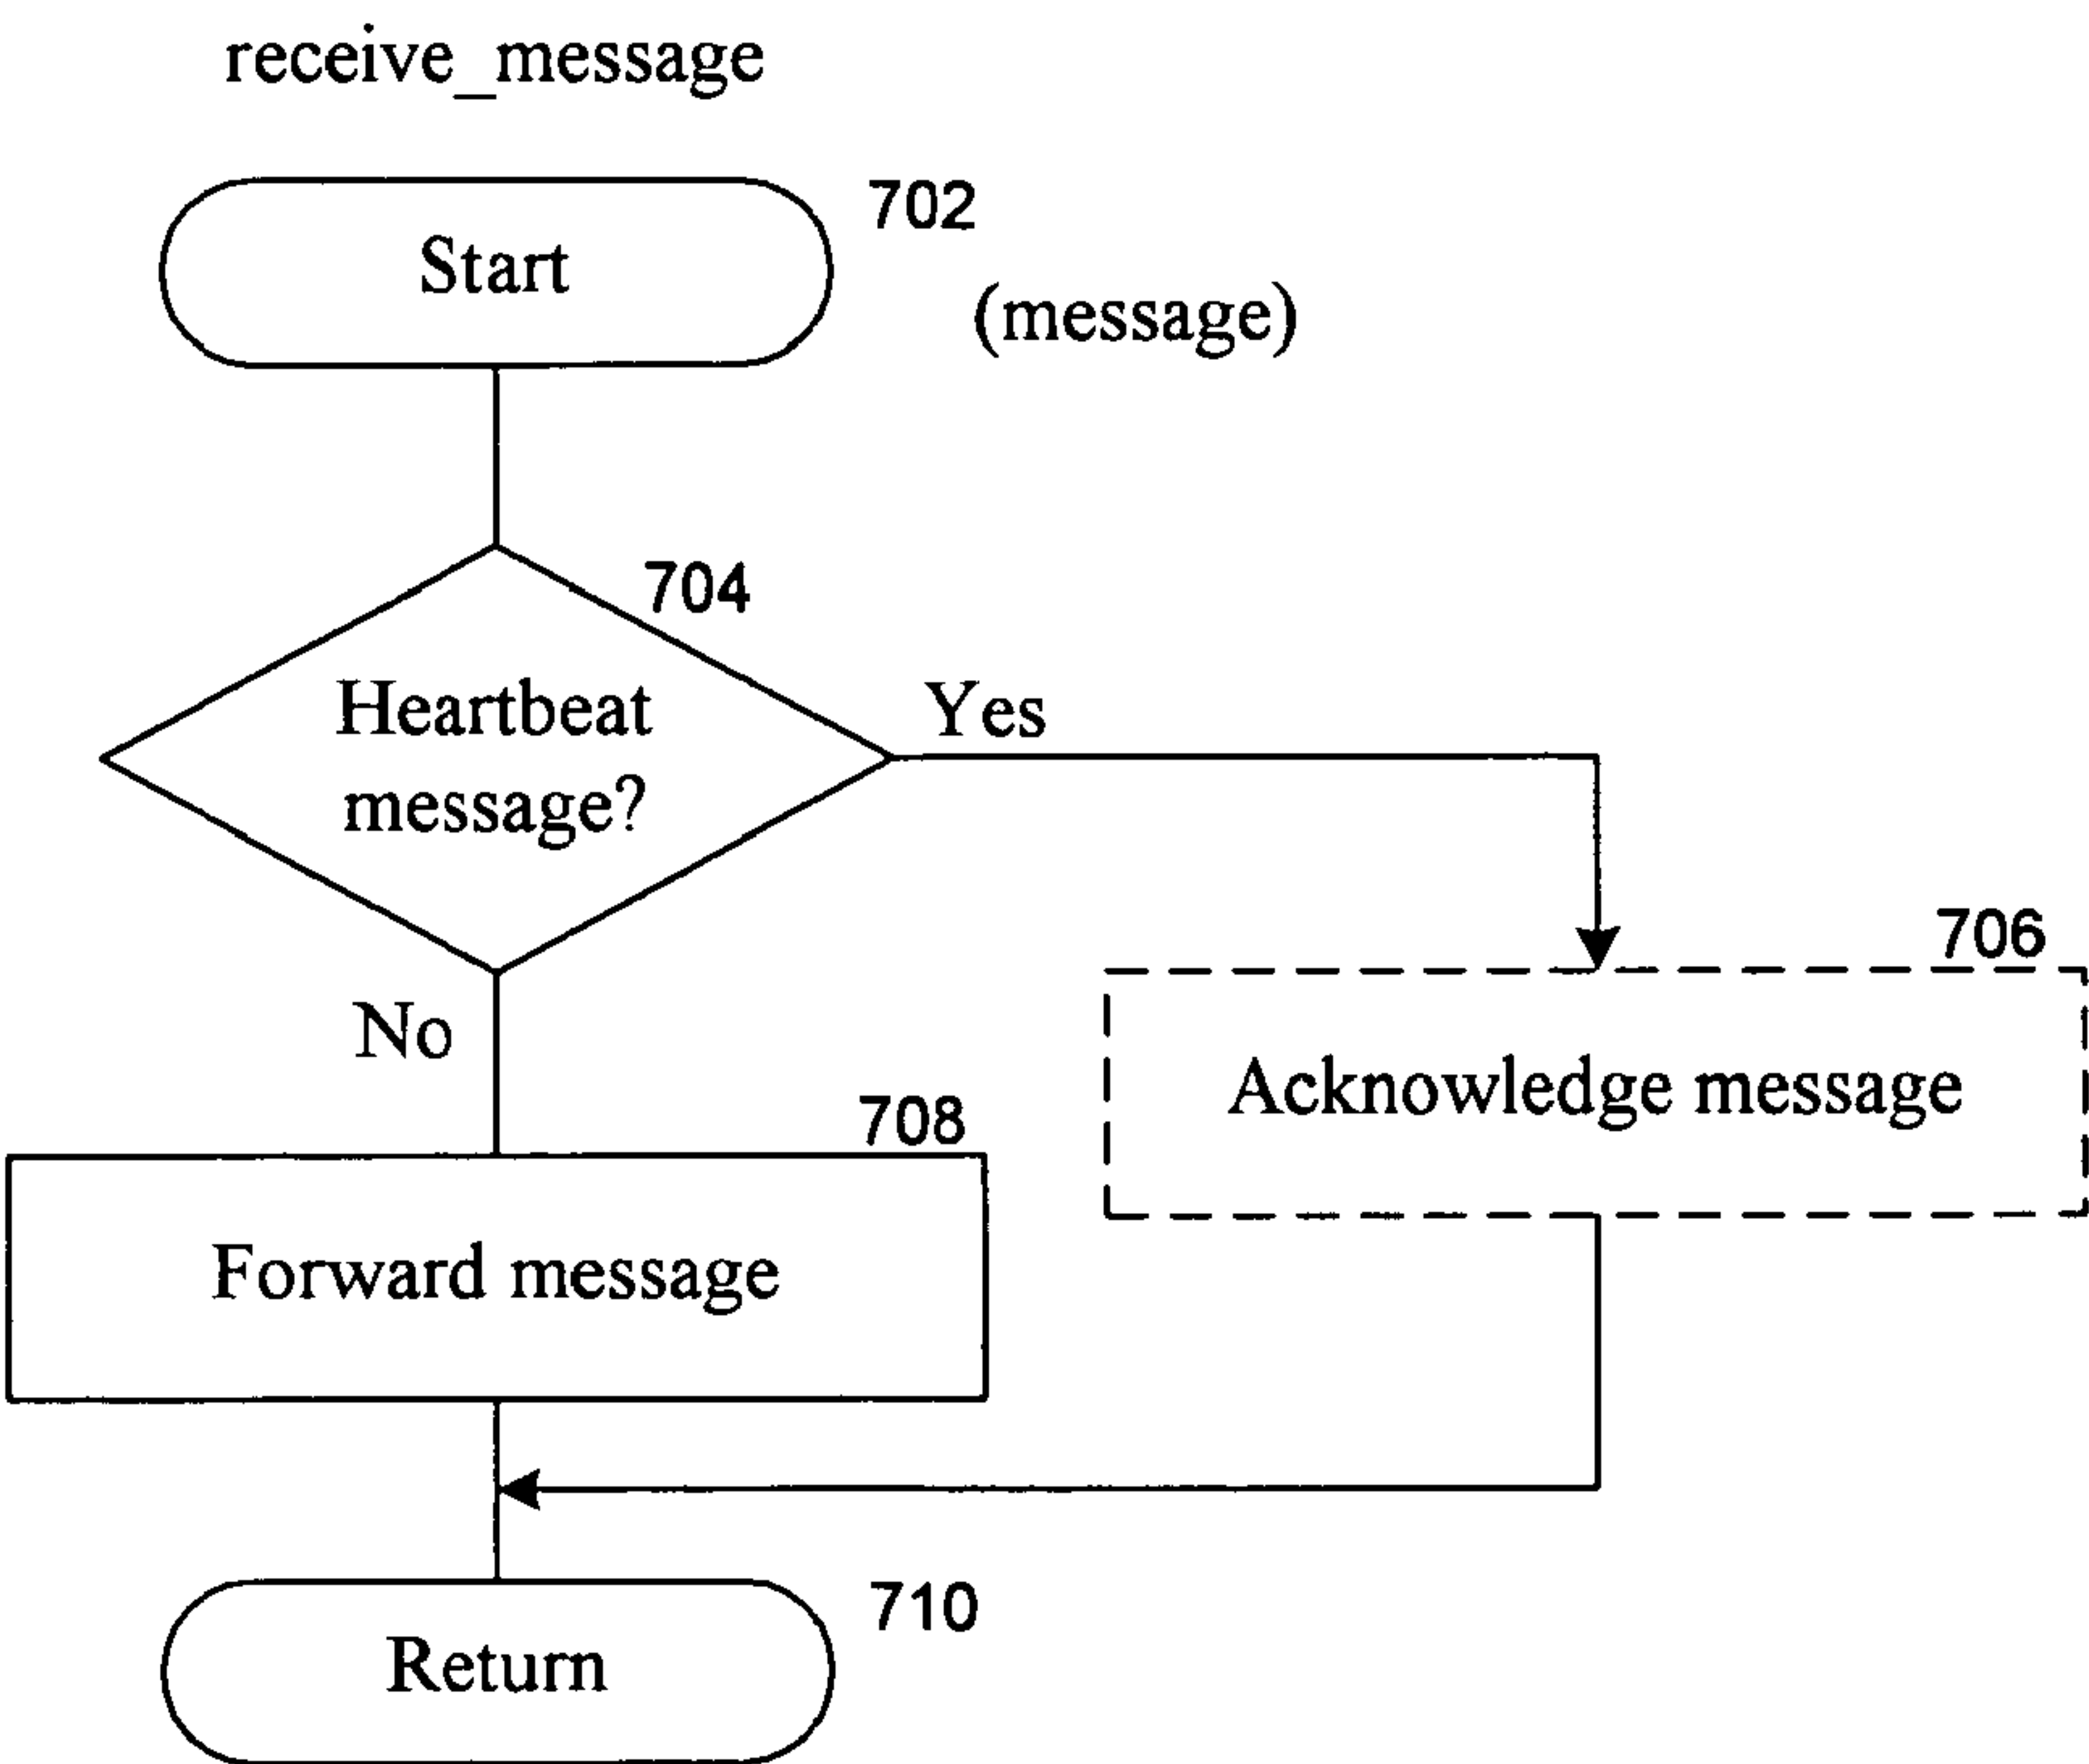 receive_message
702
Start
(message)
704
Heartbeat
message?
Yes
706
No
Acknowledge message
708
Forward message
710
Return